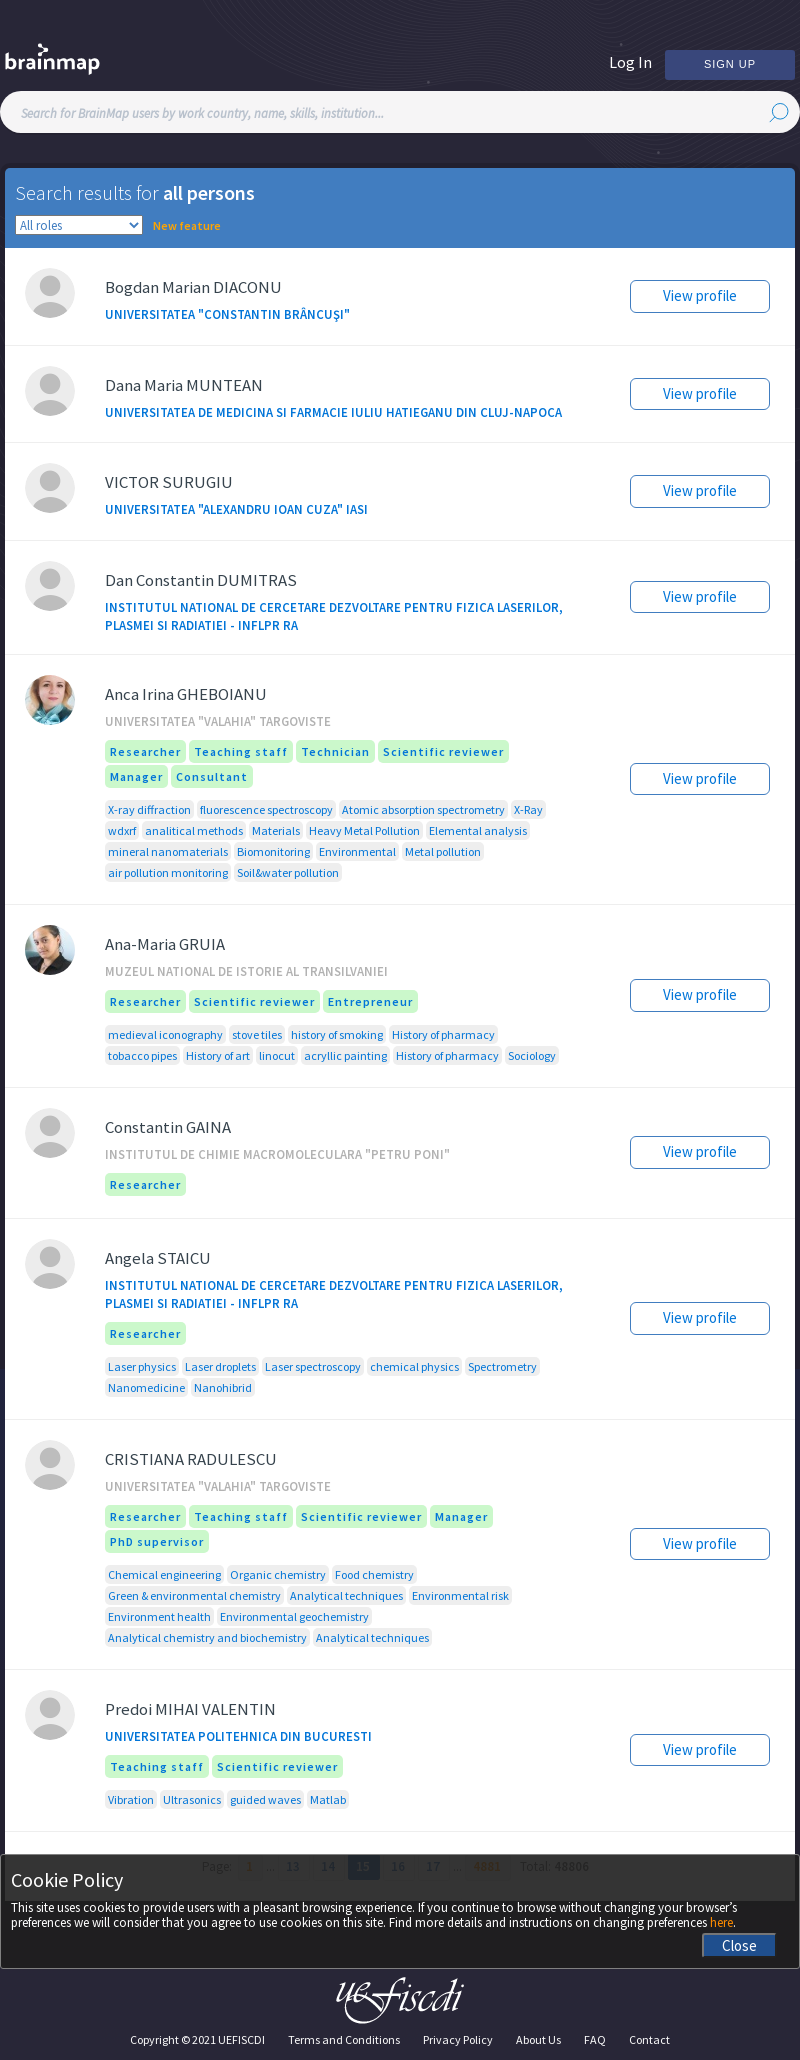 brainmap
Log In
SIGN UP
Search for BrainMap users by work country, name, skills, institution...
Search results for all persons
All roles
New feature
Bogdan Marian DIACONU
UNIVERSITATEA "CONSTANTIN BRÂNCUŞI"
View profile
Dana Maria MUNTEAN
UNIVERSITATEA DE MEDICINA SI FARMACIE IULIU HATIEGANU DIN CLUJ-NAPOCA
View profile
VICTOR SURUGIU
UNIVERSITATEA "ALEXANDRU IOAN CUZA" IASI
View profile
Dan Constantin DUMITRAS
INSTITUTUL NATIONAL DE CERCETARE DEZVOLTARE PENTRU FIZICA LASERILOR,
PLASMEI SI RADIATIEI - INFLPR RA
View profile
Anca Irina GHEBOIANU
UNIVERSITATEA "VALAHIA" TARGOVISTE
Researcher Teaching staff Technician Scientific reviewer
Manager Consultant
View profile
X-ray diffraction fluorescence spectroscopy Atomic absorption spectrometry X-Ray
wdxrf analitical methods Materials Heavy Metal Pollution Elemental analysis
mineral nanomaterials Biomonitoring Environmental Metal pollution
air pollution monitoring Soil&water pollution
Ana-Maria GRUIA
MUZEUL NATIONAL DE ISTORIE AL TRANSILVANIEI
Researcher Scientific reviewer Entrepreneur
View profile
medieval iconography stove tiles history of smoking History of pharmacy
tobacco pipes History of art linocut acryllic painting History of pharmacy Sociology
Constantin GAINA
INSTITUTUL DE CHIMIE MACROMOLECULARA "PETRU PONI"
View profile
Researcher
Angela STAICU
INSTITUTUL NATIONAL DE CERCETARE DEZVOLTARE PENTRU FIZICA LASERILOR,
PLASMEI SI RADIATIEI - INFLPR RA
View profile
Researcher
Laser physics Laser droplets Laser spectroscopy chemical physics Spectrometry
Nanomedicine Nanohibrid
CRISTIANA RADULESCU
UNIVERSITATEA "VALAHIA" TARGOVISTE
Researcher Teaching staff Scientific reviewer Manager
PhD supervisor
View profile
Chemical engineering Organic chemistry Food chemistry
Green & environmental chemistry Analytical techniques Environmental risk
Environment health Environmental geochemistry
Analytical chemistry and biochemistry Analytical techniques
Predoi MIHAI VALENTIN
UNIVERSITATEA POLITEHNICA DIN BUCURESTI
View profile
Teaching staff Scientific reviewer
Vibration Ultrasonics guided waves Matlab
Page: 1 ... 13 14 15 16 17 ... 4881 Total: 48806
Cookie Policy
This site uses cookies to provide users with a pleasant browsing experience. If you continue to browse without changing your browser's
preferences we will consider that you agree to use cookies on this site. Find more details and instructions on changing preferences here.
Close
uefiscdi
Copyright © 2021 UEFISCDI Terms and Conditions Privacy Policy About Us FAQ Contact